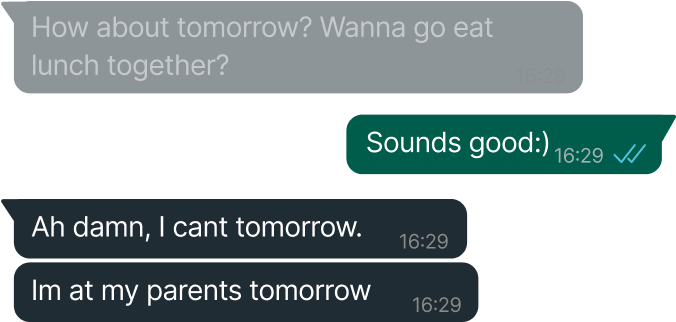 How about tomorrow? Wanna go eat
lunch together?
16:29
Sounds good:) 16:29
Ah damn, I cant tomorrow.
16:29
Im at my parents tomorrow
16:29